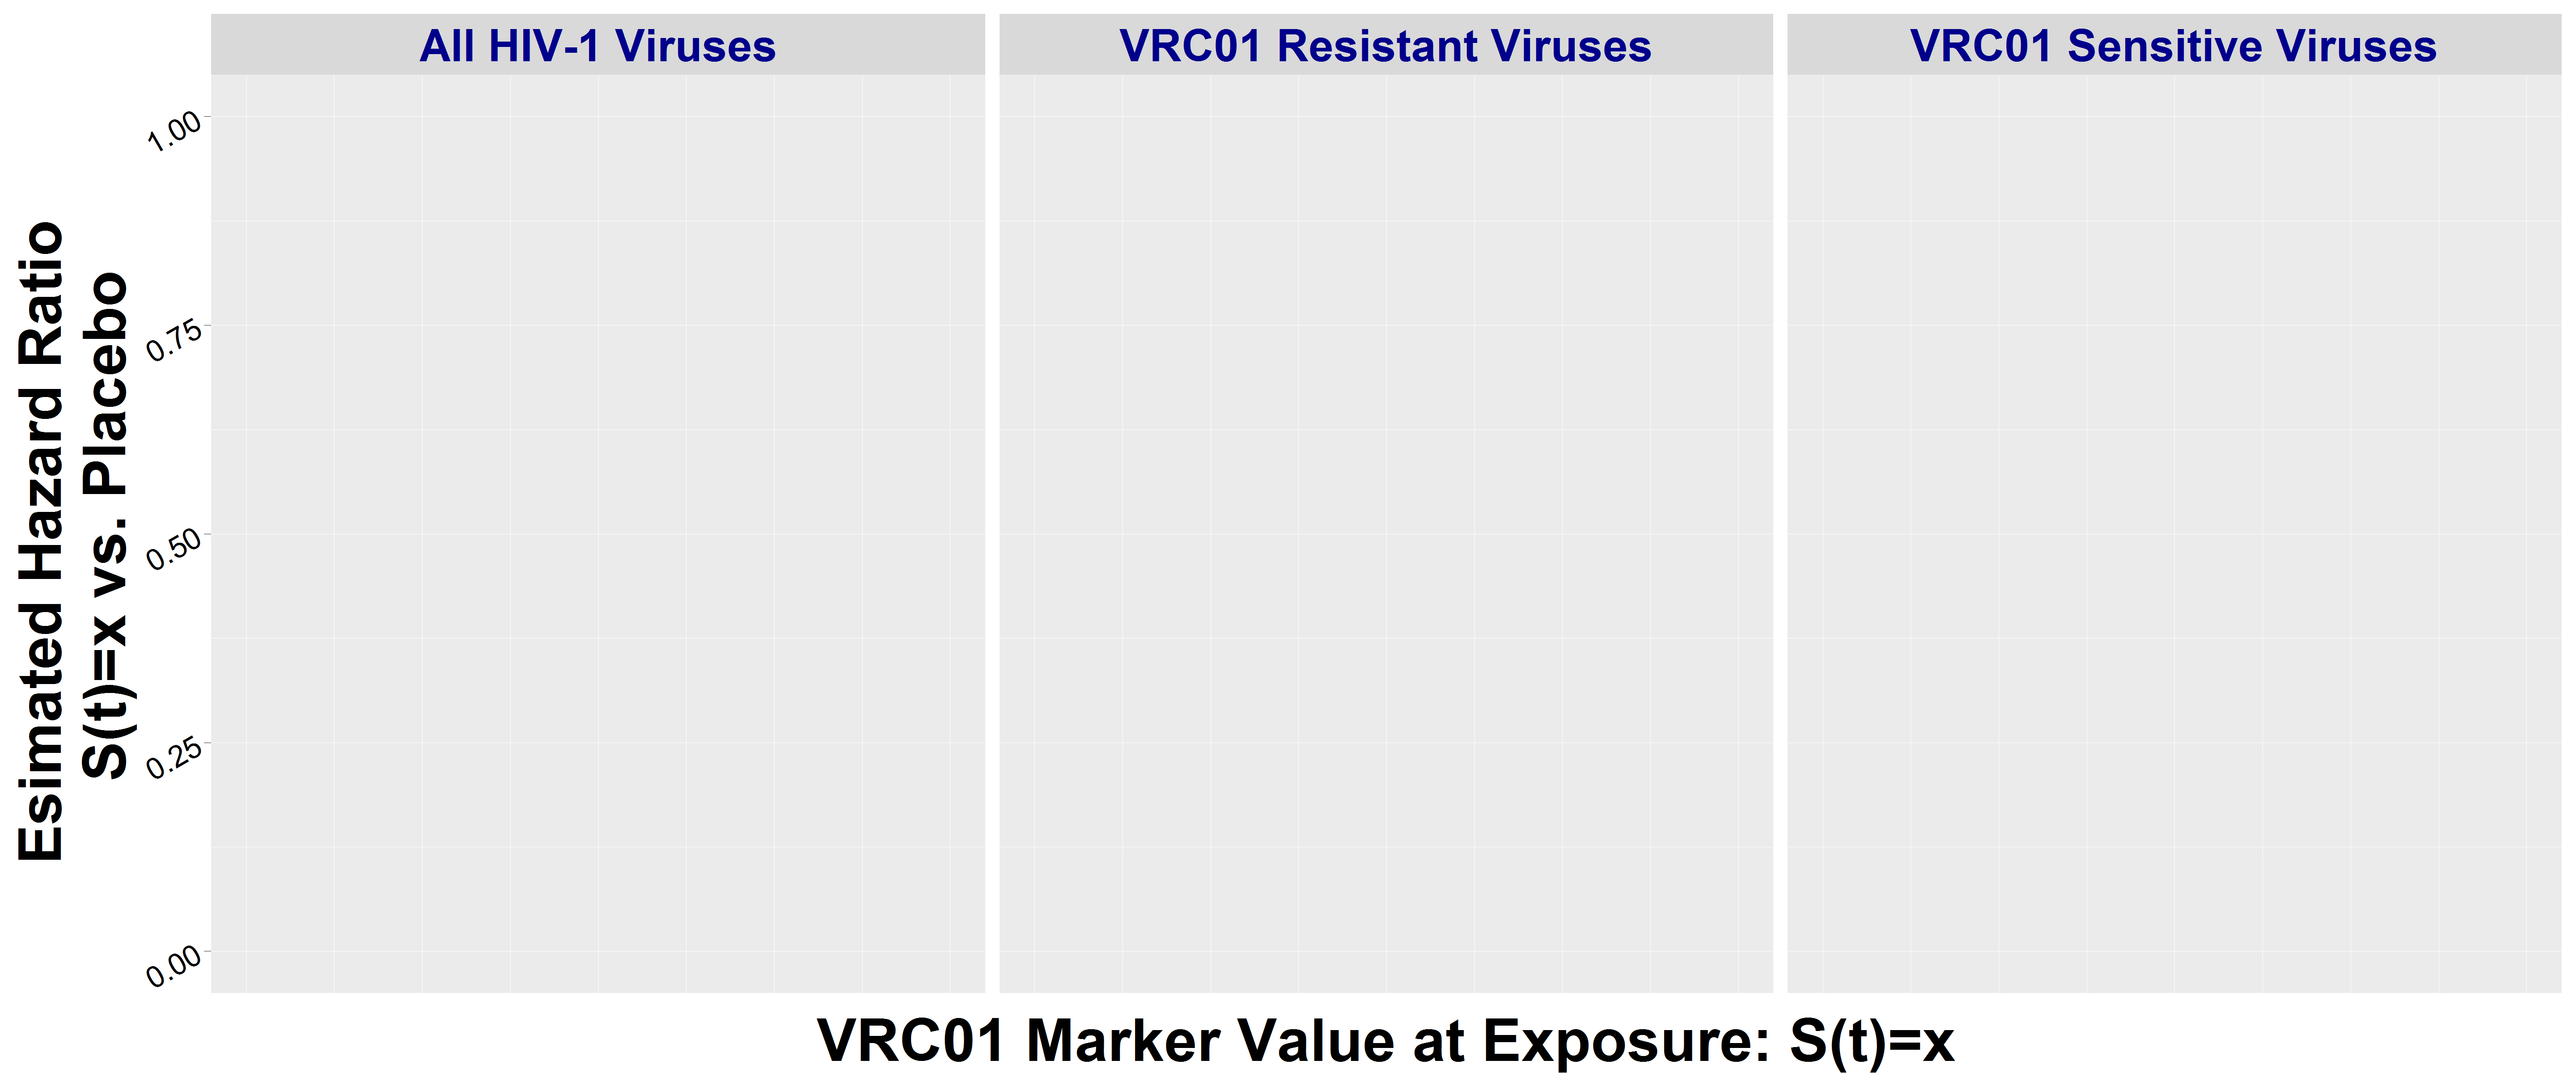 All HIV-1 Viruses
VRC01 Resistant Viruses
VRC01 Sensitive Viruses
Esimated Hazard Ratio
S(t)=x vs. Placebo
1.00
0.75
0.50
0.25
0.00
VRC01 Marker Value at Exposure: S(t)=x